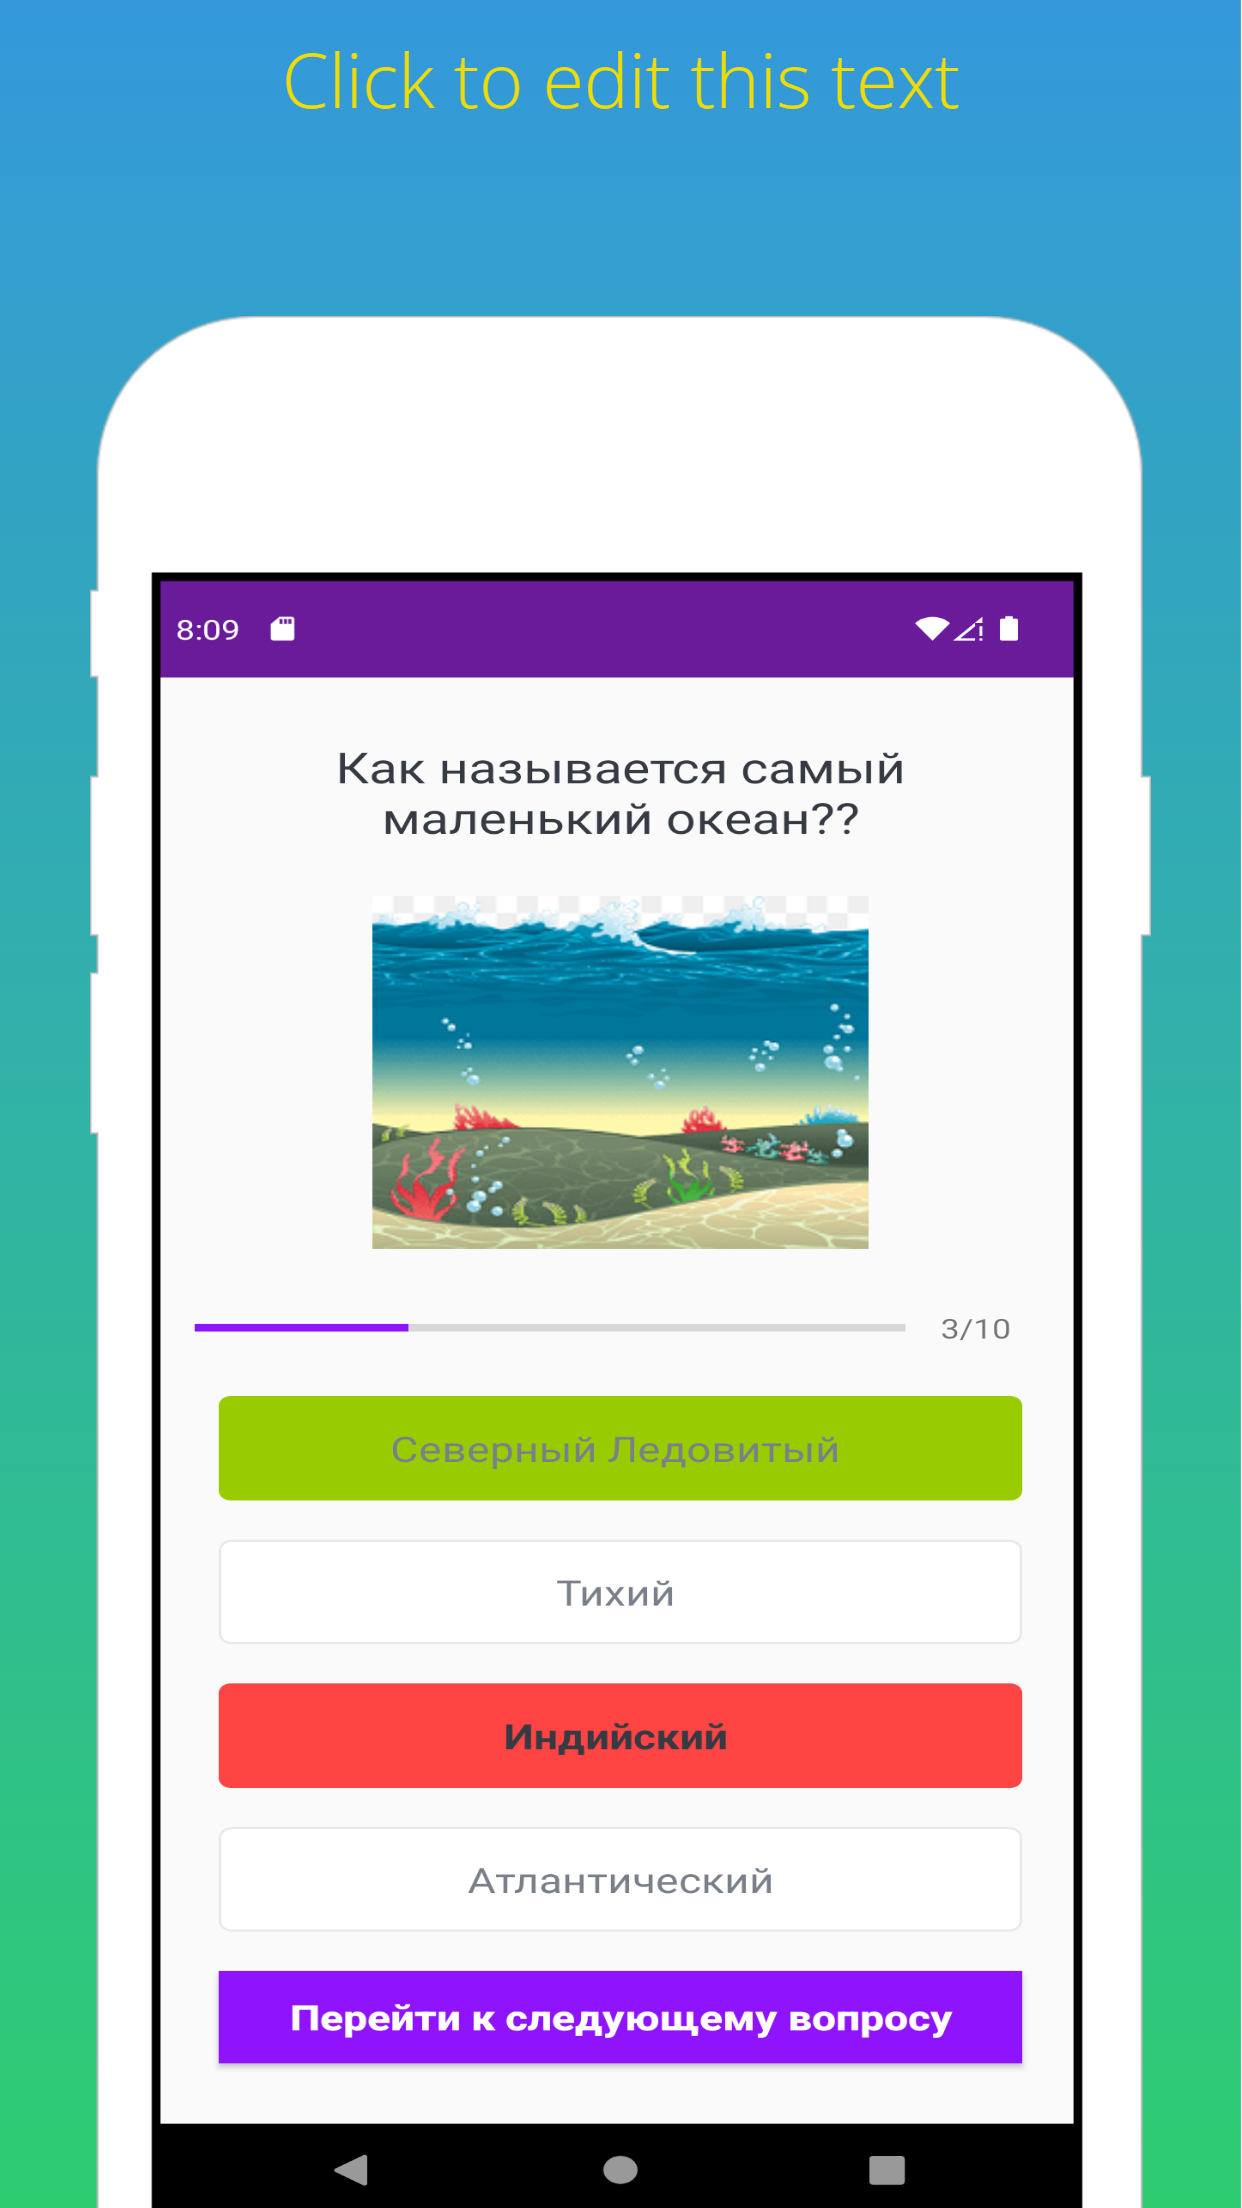 Click to edit this text
8:09
Как называется самый
маленький океан??
3/10
Северный Ледовитый
Тихий
Индийский
Атлантический
Перейти к следующему вопросу